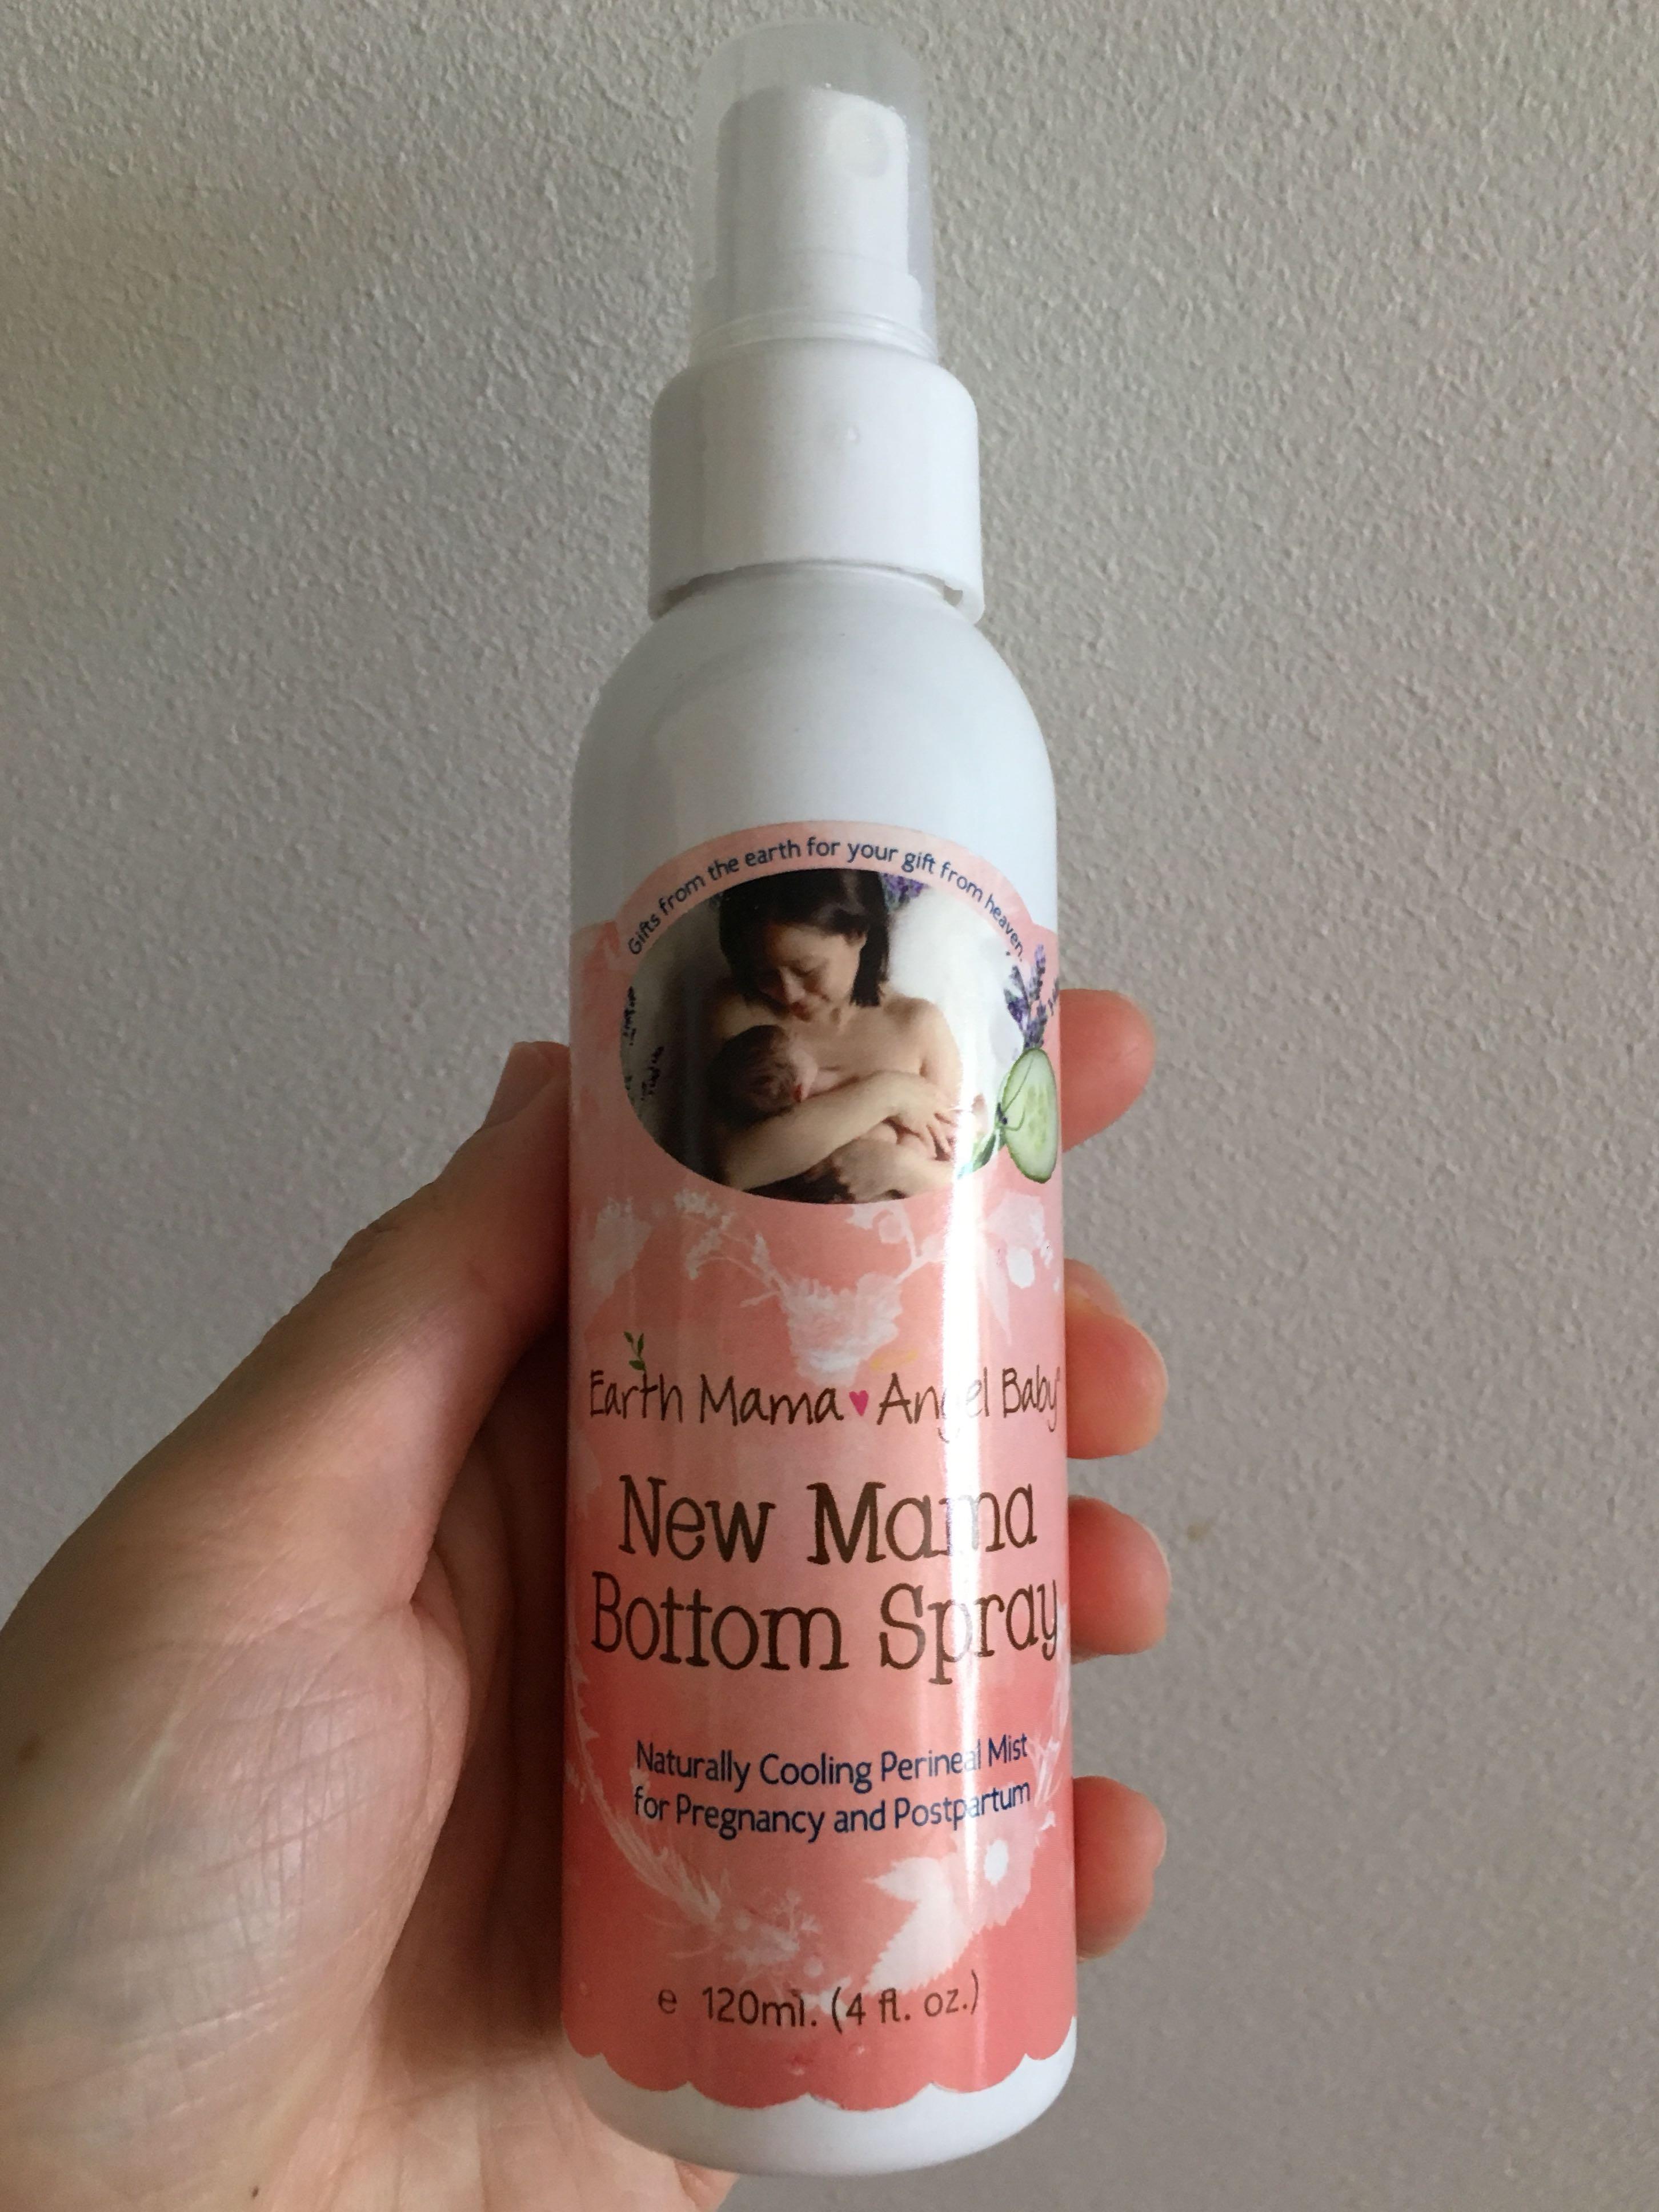 Gifts from the earth for your gift from heaven.
Earth Mama Angel Baby
New Mama
Bottom Spray
Naturally Cooling Perineal Mist
for Pregnancy and Postpartum
e 120ml. (4 fl. oz.)